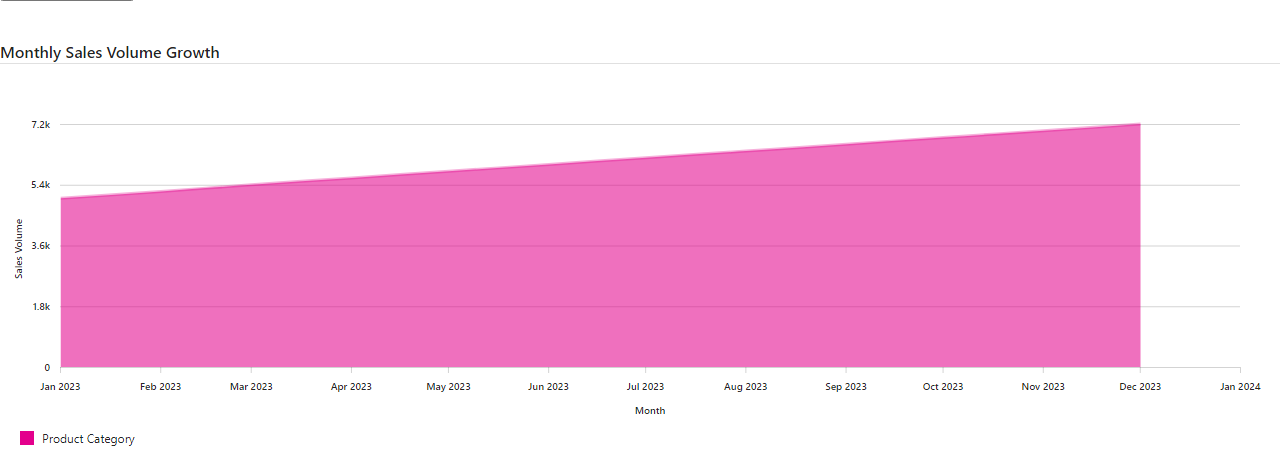 Monthly Sales Volume Growth
7.2k
5.4k
3.6k
1.8k
0
Sales Volume
Jan 2023 Feb 2023 Mar 2023 Apr 2023 May 2023 Jun 2023 Jul 2023 Aug 2023 Sep 2023 Oct 2023 Nov 2023 Dec 2023 Jan 2024
Month
Product Category